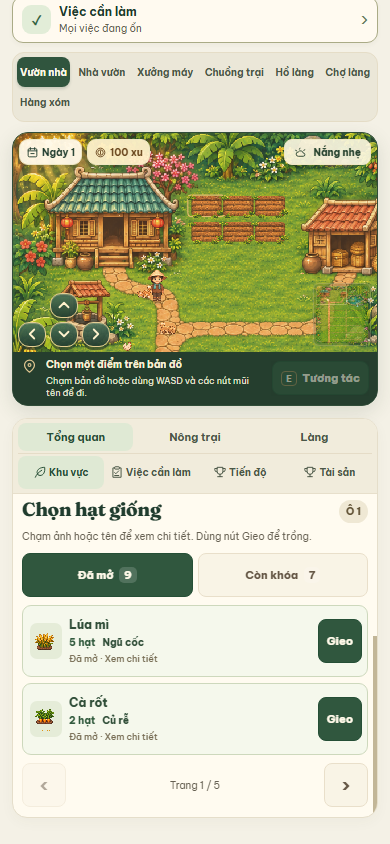 Việc cần làm
Mọi việc đang ổn
Vườn nhà Nhà vườn Xưởng máy Chuồng trại Hồ làng Chợ làng
Hàng xóm
Ngày 1 100 xu Nắng nhẹ
Chọn một điểm trên bản đồ
Chạm bản đồ hoặc dùng WASD và các nút mũi
tên để đi.
E Tương tác
Tổng quan Nông trại Làng
Khu vực Việc cần làm Tiến độ Tài sản
Chọn hạt giống Ô 1
Chạm ảnh hoặc tên để xem chi tiết. Dùng nút Gieo để trồng.
Đã mở 9 Còn khóa 7
Lúa mì
5 hạt Ngũ cốc
Đã mở · Xem chi tiết
Gieo
Cà rốt
2 hạt Củ rễ
Đã mở · Xem chi tiết
Gieo
Trang 1 / 5